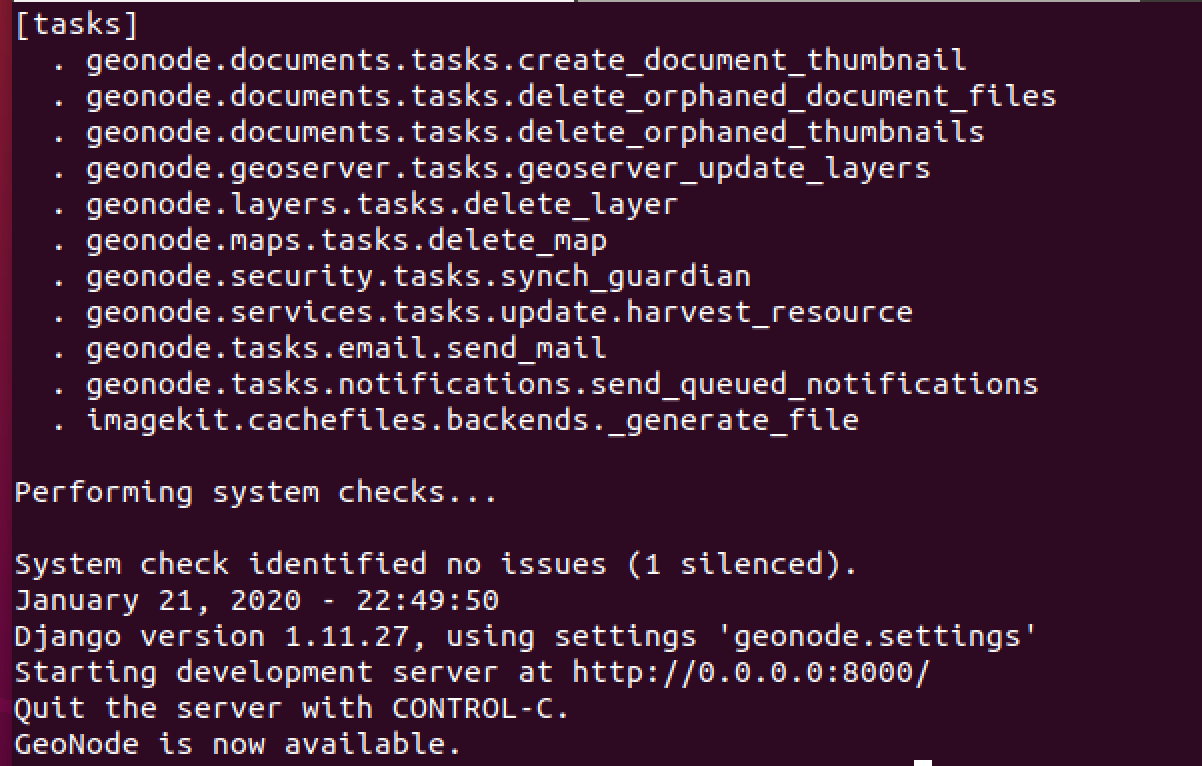 [tasks]
  . geonode.documents.tasks.create_document_thumbnail
  . geonode.documents.tasks.delete_orphaned_document_files
  . geonode.documents.tasks.delete_orphaned_thumbnails
  . geonode.geoserver.tasks.geoserver_update_layers
  . geonode.layers.tasks.delete_layer
  . geonode.maps.tasks.delete_map
  . geonode.security.tasks.synch_guardian
  . geonode.services.tasks.update.harvest_resource
  . geonode.tasks.email.send_mail
  . geonode.tasks.notifications.send_queued_notifications
  . imagekit.cachefiles.backends._generate_file
Performing system checks...
System check identified no issues (1 silenced).
January 21, 2020 - 22:49:50
Django version 1.11.27, using settings 'geonode.settings'
Starting development server at http://0.0.0.0:8000/
Quit the server with CONTROL-C.
GeoNode is now available.